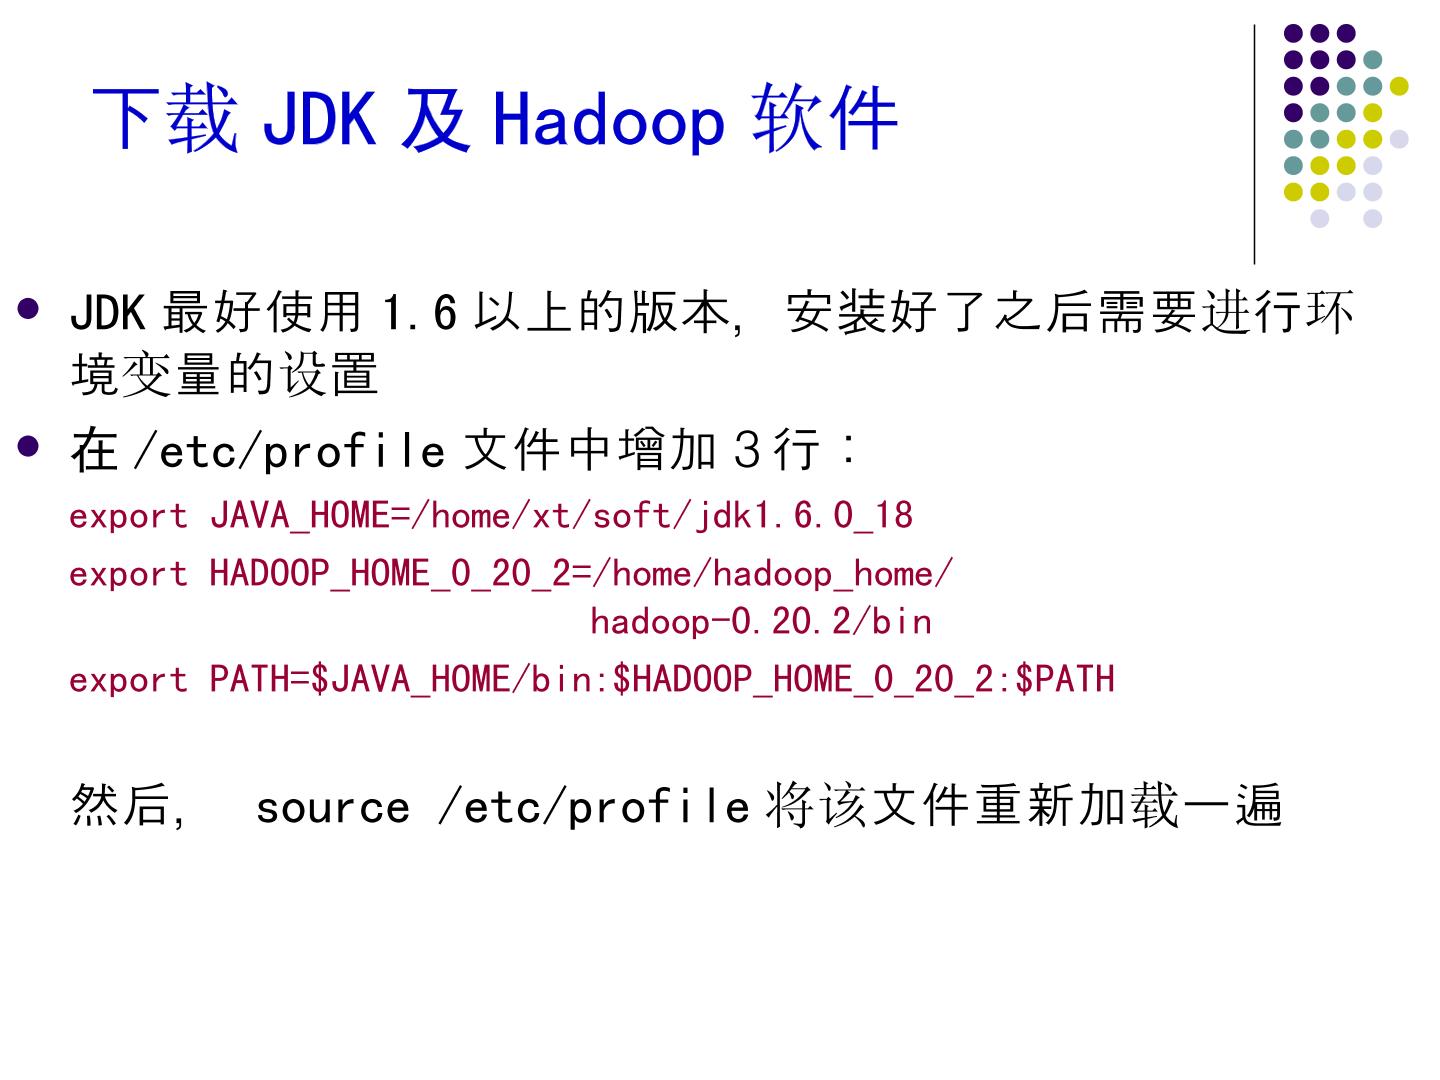 下载 JDK 及 Hadoop 软件
JDK 最好使用 1.6 以上的版本，安装好了之后需要进行环
境变量的设置
在 /etc/profile 文件中增加３行：
export JAVA_HOME=/home/xt/soft/jdk1.6.0_18
export HADOOP_HOME_0_20_2=/home/hadoop_home/
hadoop-0.20.2/bin
export PATH=$JAVA_HOME/bin:$HADOOP_HOME_0_20_2:$PATH
然后， source /etc/profile 将该文件重新加载一遍